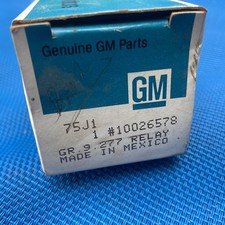 Genuine GM Parts
GM
75J1
1 #10026578
GR.9.277 RELAY
MADE IN MEXICO